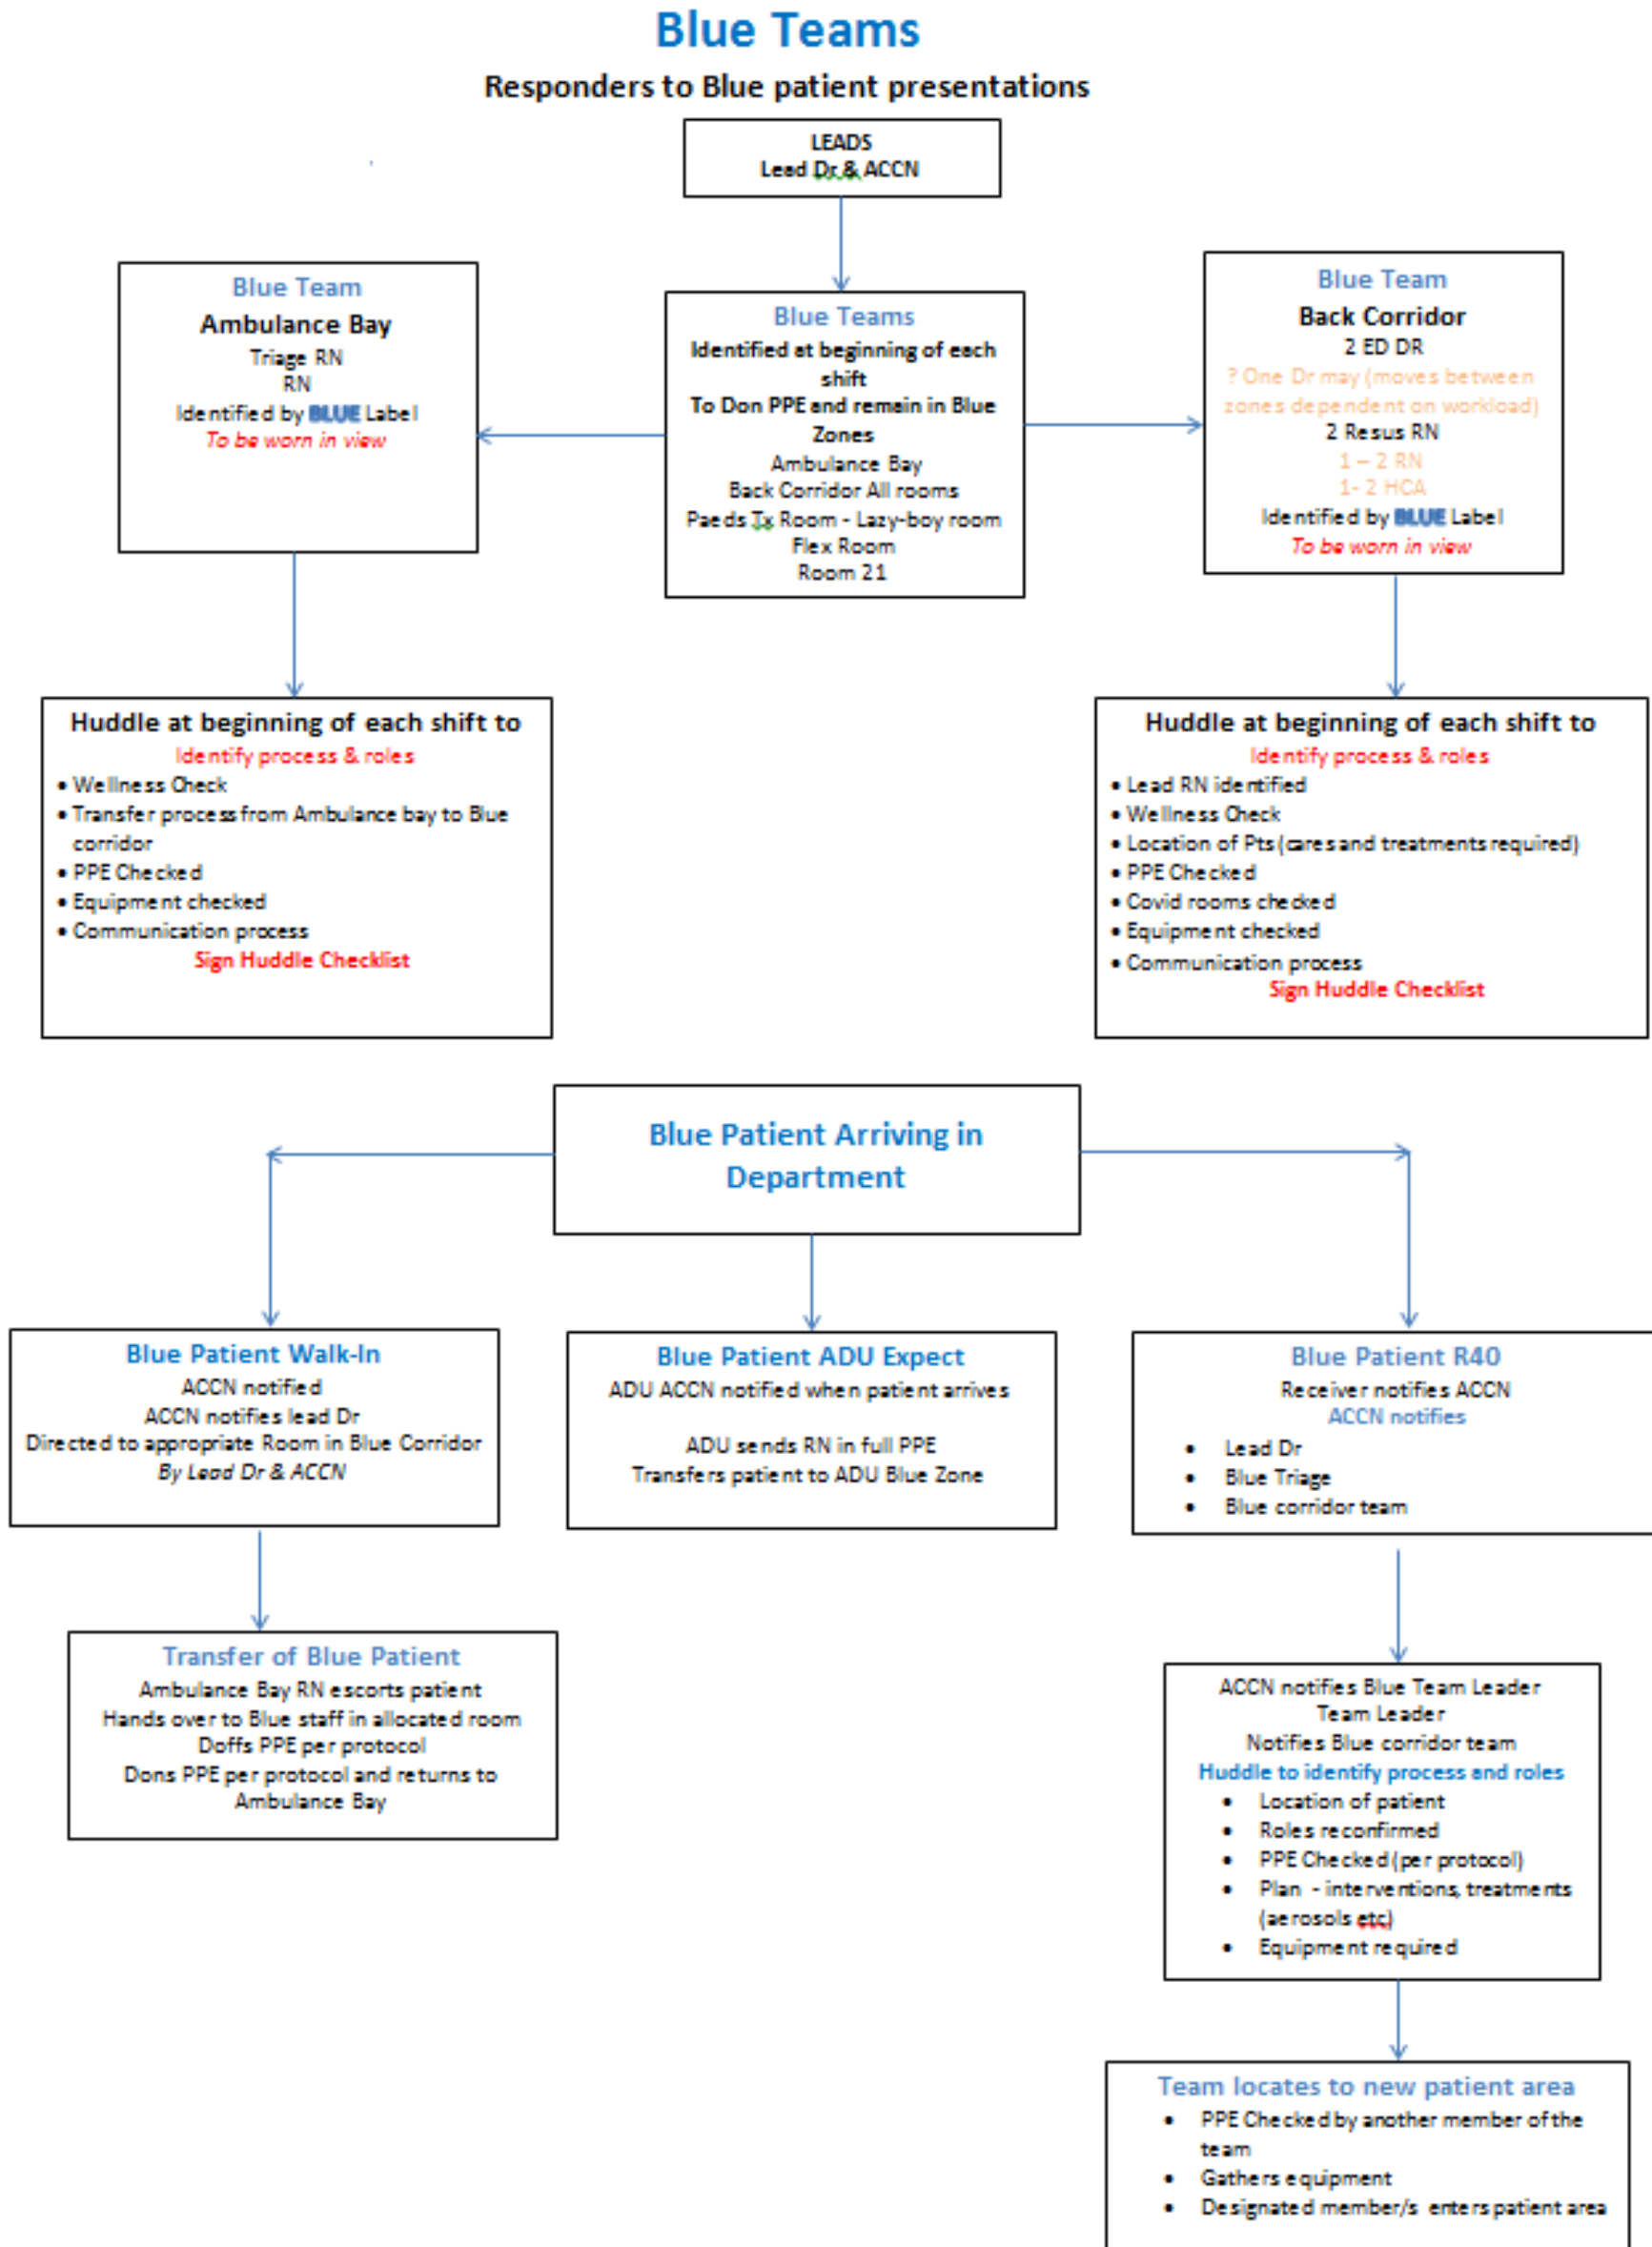 Blue Teams
Responders to Blue patient presentations
LEADS
Lead Dr & ACCN
Blue Team
Ambulance Bay
Triage RN
RN
Identified by BLUE Label
To be worn in view
Blue Teams
Identified at beginning of each
shift
To Don PPE and remain in Blue
Zones
Ambulance Bay
Back Corridor All rooms
Paeds Tx Room - Lazy-boy room
Flex Room
Room 21
Blue Team
Back Corridor
2 ED DR
? One Dr may (moves between
zones dependent on workload)
2 Resus RN
1 – 2 RN
1- 2 HCA
Identified by BLUE Label
To be worn in view
Huddle at beginning of each shift to
Identify process & roles
• Wellness Check
• Transfer process from Ambulance bay to Blue
corridor
• PPE Checked
• Equipment checked
• Communication process
Sign Huddle Checklist
Huddle at beginning of each shift to
Identify process & roles
• Lead RN identified
• Wellness Check
• Location of Pts (cares and treatments required)
• PPE Checked
• Covid rooms checked
• Equipment checked
• Communication process
Sign Huddle Checklist
Blue Patient Arriving in
Department
Blue Patient Walk-In
ACCN notified
ACCN notifies lead Dr
Directed to appropriate Room in Blue Corridor
By Lead Dr & ACCN
Blue Patient ADU Expect
ADU ACCN notified when patient arrives
ADU sends RN in full PPE
Transfers patient to ADU Blue Zone
Blue Patient R40
Receiver notifies ACCN
ACCN notifies
• Lead Dr
• Blue Triage
• Blue corridor team
Transfer of Blue Patient
Ambulance Bay RN escorts patient
Hands over to Blue staff in allocated room
Doffs PPE per protocol
Dons PPE per protocol and returns to
Ambulance Bay
ACCN notifies Blue Team Leader
Team Leader
Notifies Blue corridor team
Huddle to identify process and roles
• Location of patient
• Roles reconfirmed
• PPE Checked (per protocol)
• Plan - interventions, treatments
(aerosols etc)
• Equipment required
Team locates to new patient area
• PPE Checked by another member of the
team
• Gathers equipment
• Designated member/s enters patient area